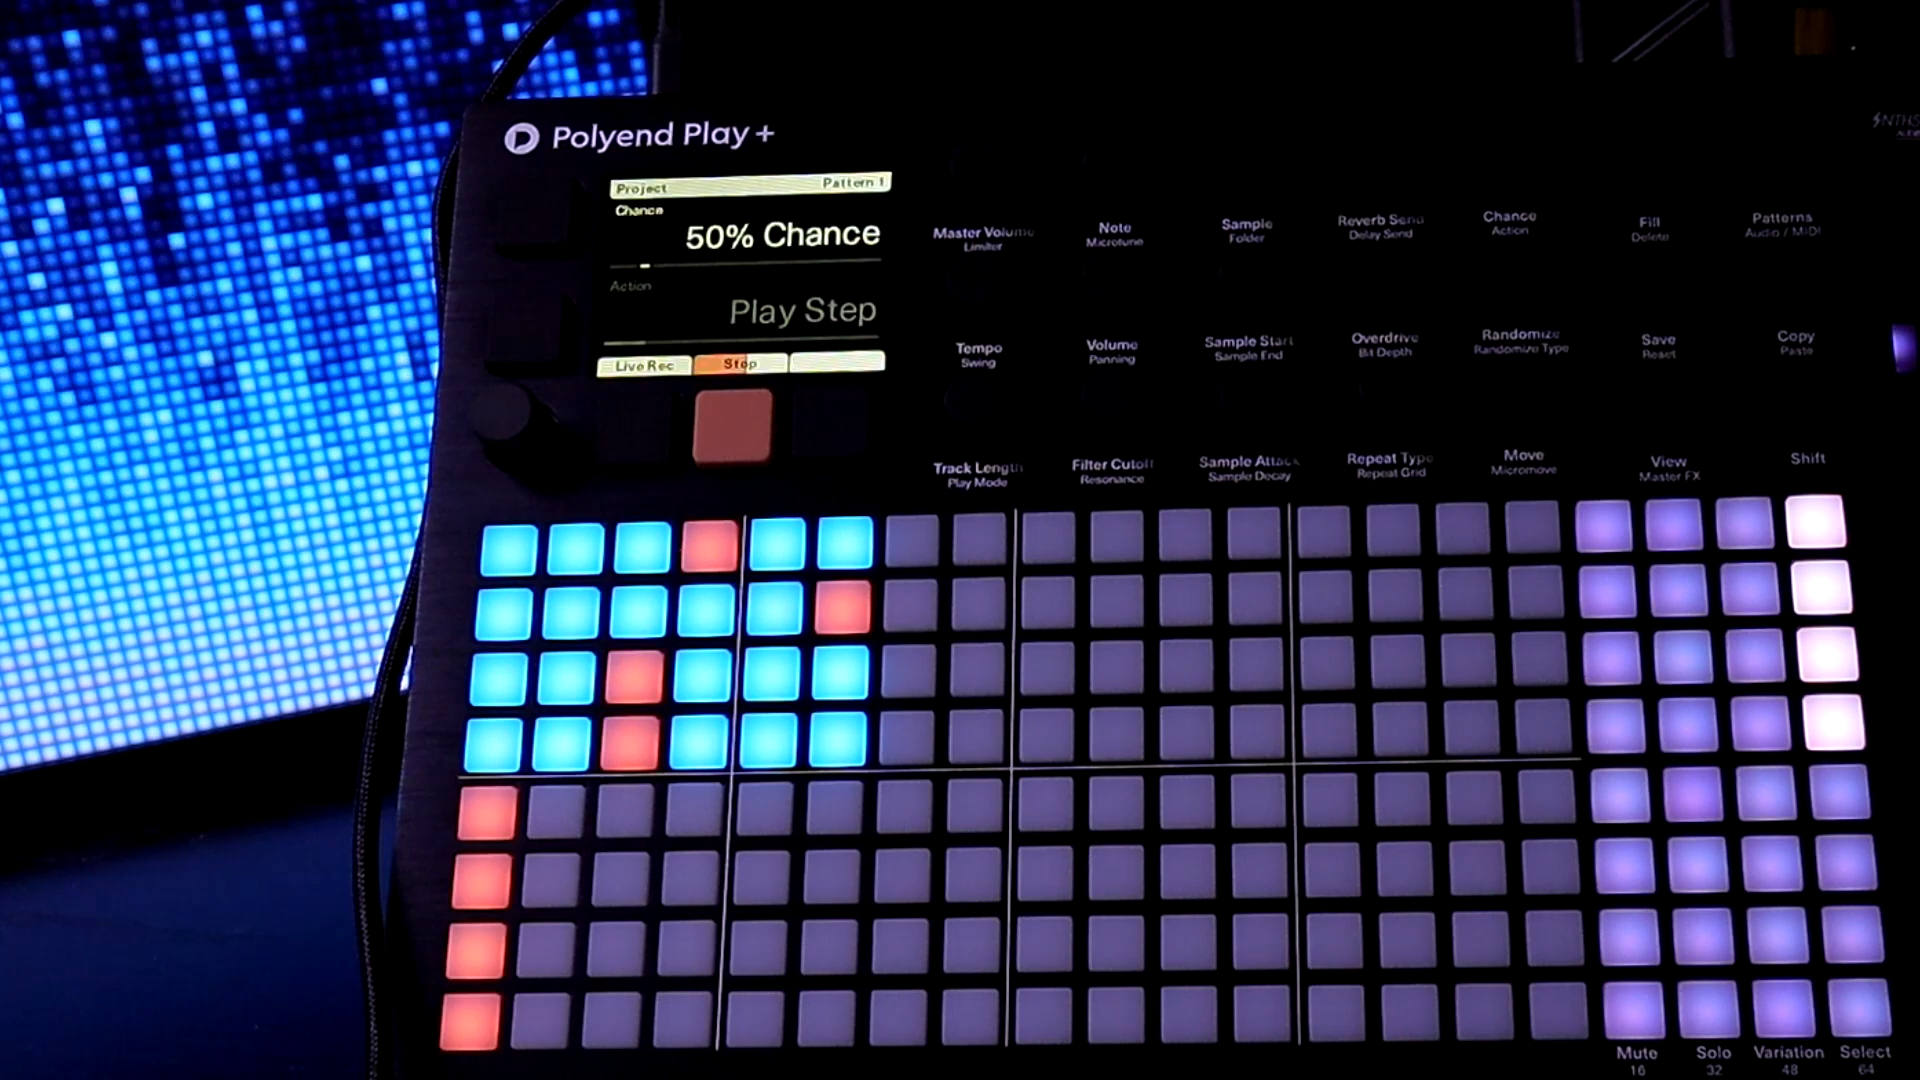 Polyend Play+
Project Pattern 1
Chance
50% Chance
Action
Play Step
Live Rec Stop
Master Volume Note Sample Reverb Send Chance Fill Patterns
Limiter Microtune Folder Delay Send Action Delete Audio / MIDI
Tempo Volume Sample Start Overdrive Randomize Save Copy
Swing Panning Sample End Bit Depth Randomize Type Reset Paste
Track Length Filter Cutoff Sample Attack Repeat Type Move View Shift
Play Mode Resonance Sample Decay Repeat Grid Micromove Master FX
Mute Solo Variation Select
16 32 48 64